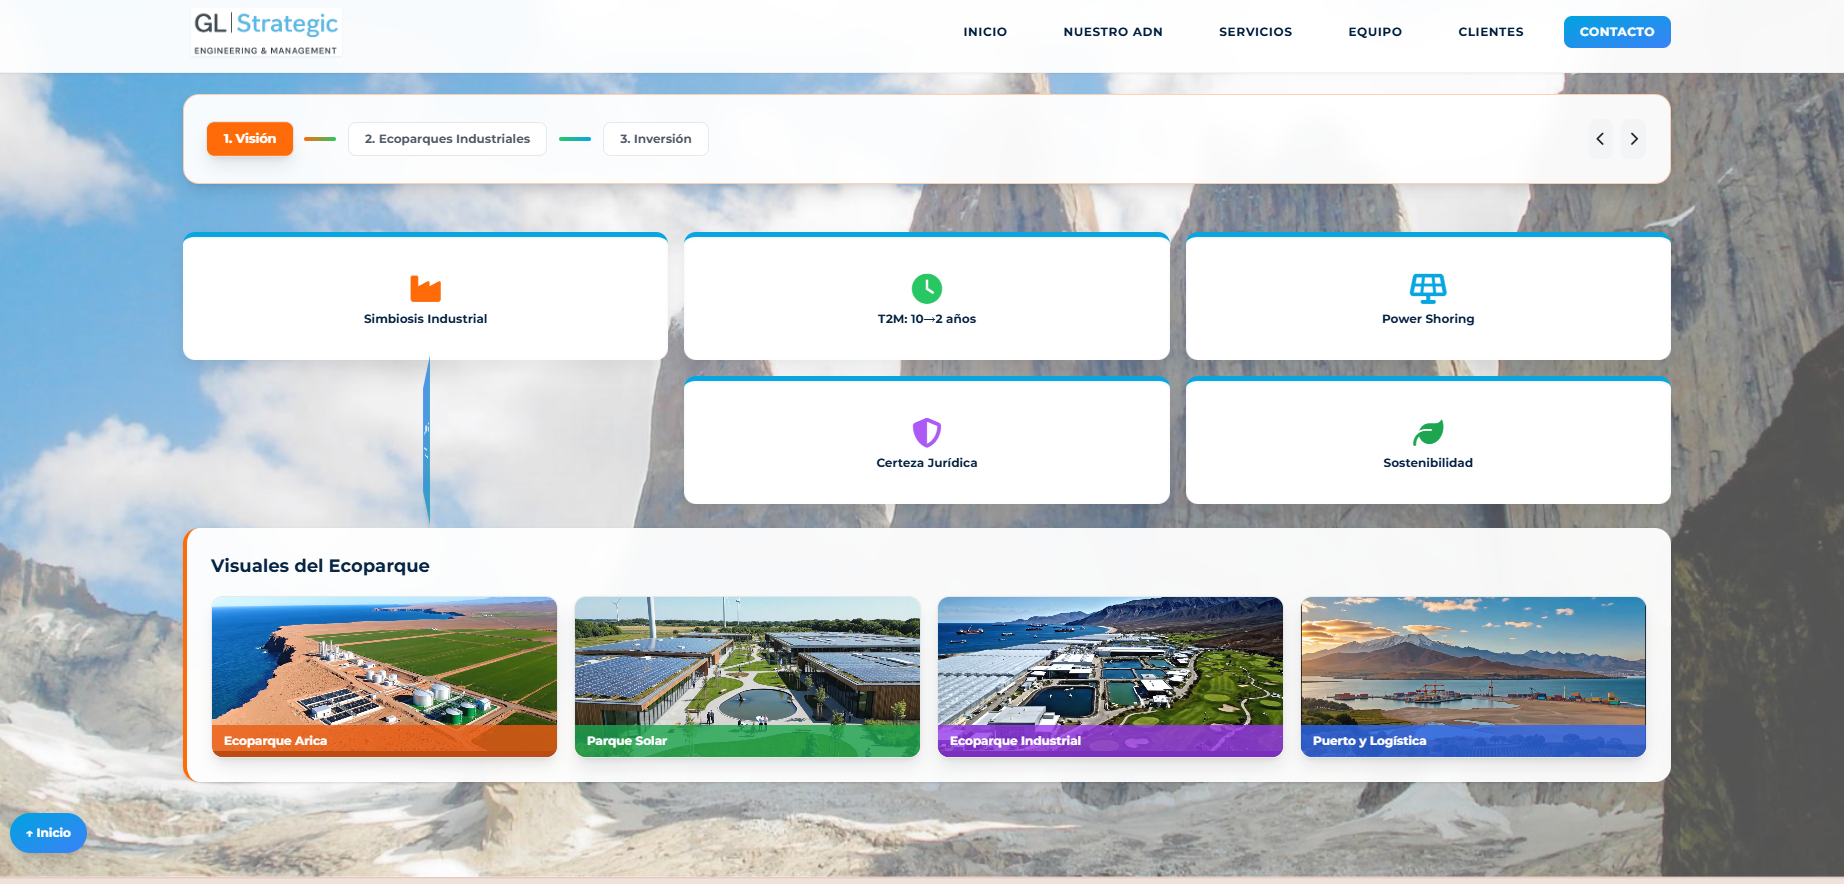 GL|Strategic
ENGINEERING & MANAGEMENT
INICIO
NUESTRO ADN
SERVICIOS
EQUIPO
CLIENTES
CONTACTO
1. Visión
2. Ecoparques Industriales
3. Inversión
Simbiosis Industrial
T2M: 10→2 años
Power Shoring
Certeza Jurídica
Sostenibilidad
Visuales del Ecoparque
Ecoparque Arica
Parque Solar
Ecoparque Industrial
Puerto y Logística
↑ Inicio